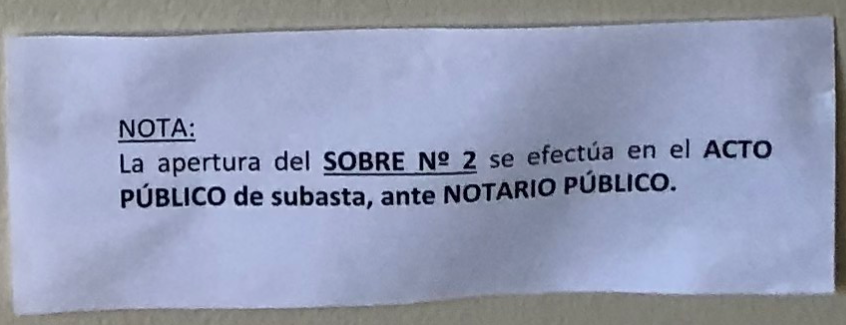 NOTA:
La apertura del SOBRE Nº 2 se efectúa en el ACTO
PÚBLICO de subasta, ante NOTARIO PÚBLICO.